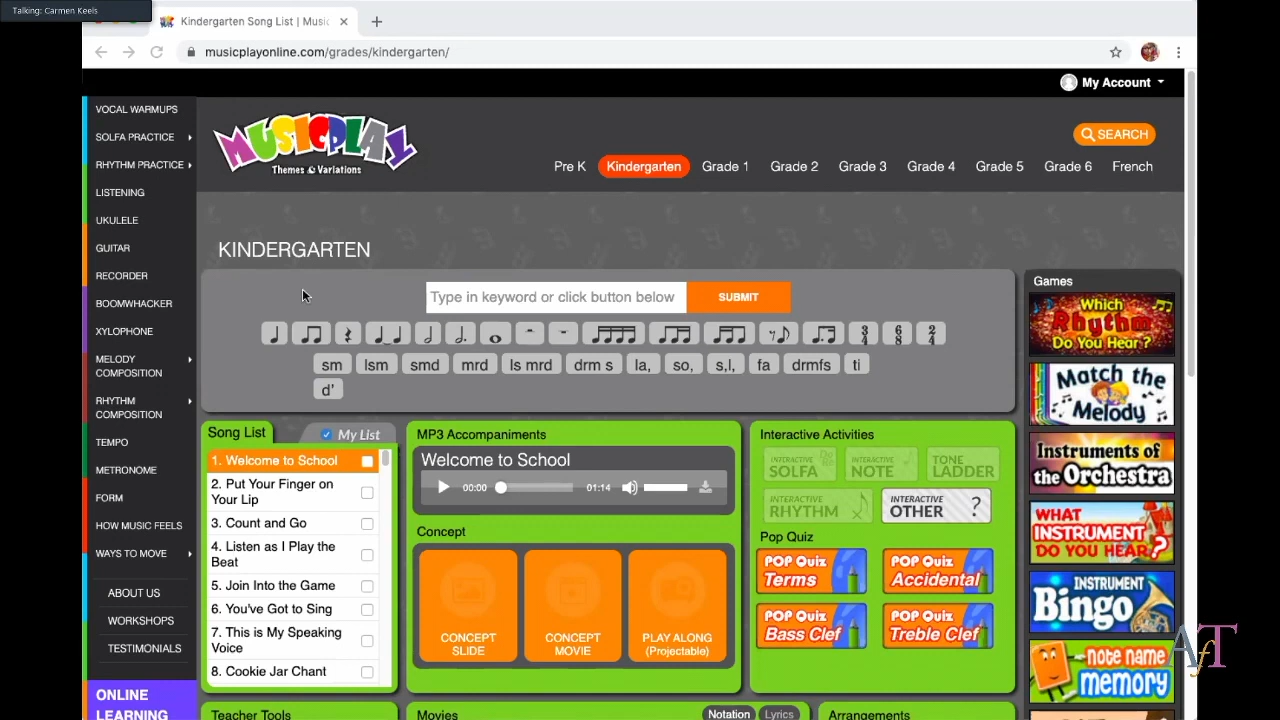 Talking: Carmen Keels
Kindergarten Song List | Music
musicplayonline.com/grades/kindergarten/
My Account
VOCAL WARMUPS
SOLFA PRACTICE
RHYTHM PRACTICE
LISTENING
UKULELE
GUITAR
RECORDER
BOOMWHACKER
XYLOPHONE
MELODY
COMPOSITION
RHYTHM
COMPOSITION
TEMPO
METRONOME
FORM
HOW MUSIC FEELS
WAYS TO MOVE
ABOUT US
WORKSHOPS
TESTIMONIALS
ONLINE
LEARNING
MUSICPLAY
Themes & Variations
SEARCH
Pre K Kindergarten Grade 1 Grade 2 Grade 3 Grade 4 Grade 5 Grade 6 French
KINDERGARTEN
Type in keyword or click button below SUBMIT
3/4 6/8 2/4
sm lsm smd mrd ls mrd drm s la, so, s,l, fa drmfs ti
d'
Song List My List
1. Welcome to School
2. Put Your Finger on
Your Lip
3. Count and Go
4. Listen as I Play the
Beat
5. Join Into the Game
6. You've Got to Sing
7. This is My Speaking
Voice
8. Cookie Jar Chant
Teacher Tools
MP3 Accompaniments
Welcome to School
00:00 01:14
Concept
CONCEPT
SLIDE
CONCEPT
MOVIE
PLAY ALONG
(Projectable)
Movies Notation Lyrics
Interactive Activities
INTERACTIVE
SOLFA
INTERACTIVE
NOTE
TONE
LADDER
INTERACTIVE
RHYTHM
INTERACTIVE
OTHER ?
Pop Quiz
POP QUIZ
Terms
POP QUIZ
Accidental
POP QUIZ
Bass Clef
POP QUIZ
Treble Clef
Arrangements
Games
Which
Rhythm
Do You Hear?
Match the
Melody
Instruments of
the Orchestra
WHAT
INSTRUMENT
DO YOU HEAR?
INSTRUMENT
Bingo
note name
memory
AfT